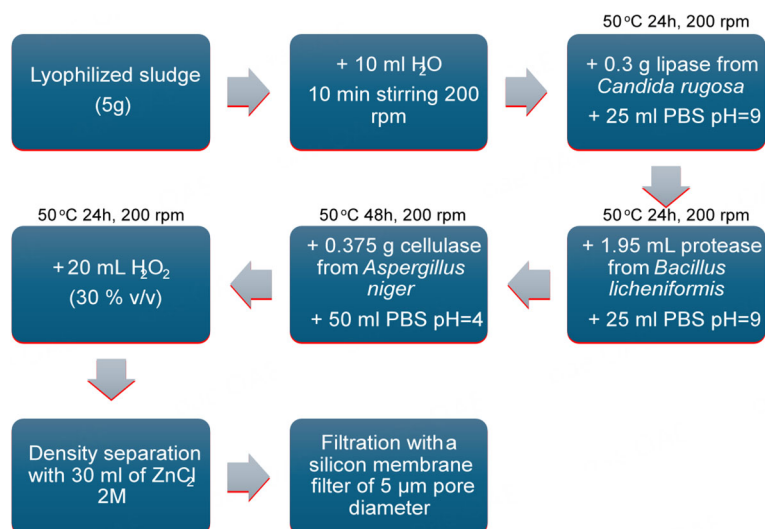 Lyophilized sludge
(5g)
+ 10 ml H₂O
10 min stirring 200
rpm
50 °C 24h, 200 rpm
+ 0.3 g lipase from
Candida rugosa
+ 25 ml PBS pH=9
50 °C 24h, 200 rpm
+ 1.95 mL protease
from Bacillus
licheniformis
+ 25 ml PBS pH=9
50 °C 48h, 200 rpm
+ 0.375 g cellulase
from Aspergillus
niger
+ 50 ml PBS pH=4
50 °C 24h, 200 rpm
+ 20 mL H₂O₂
(30 % v/v)
Density separation
with 30 ml of ZnCl₂
2M
Filtration with a
silicon membrane
filter of 5 µm pore
diameter